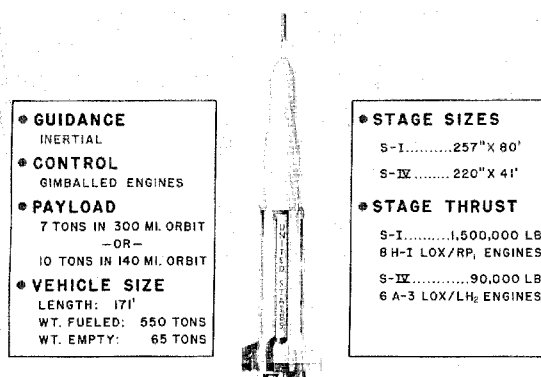 GUIDANCE
INERTIAL
CONTROL
GIMBALLED ENGINES
PAYLOAD
7 TONS IN 300 MI. ORBIT
—OR—
10 TONS IN 140 MI. ORBIT
VEHICLE SIZE
LENGTH: 171'
WT. FUELED: 550 TONS
WT. EMPTY: 65 TONS
UNITED STATES
STAGE SIZES
S-I..........257"X 80'
S-IV........220"X 41'
STAGE THRUST
S-I..........1,500,000 LB
8 H-I LOX/RP₁ ENGINES
S-IV............90,000 LB
6 A-3 LOX/LH₂ ENGINES